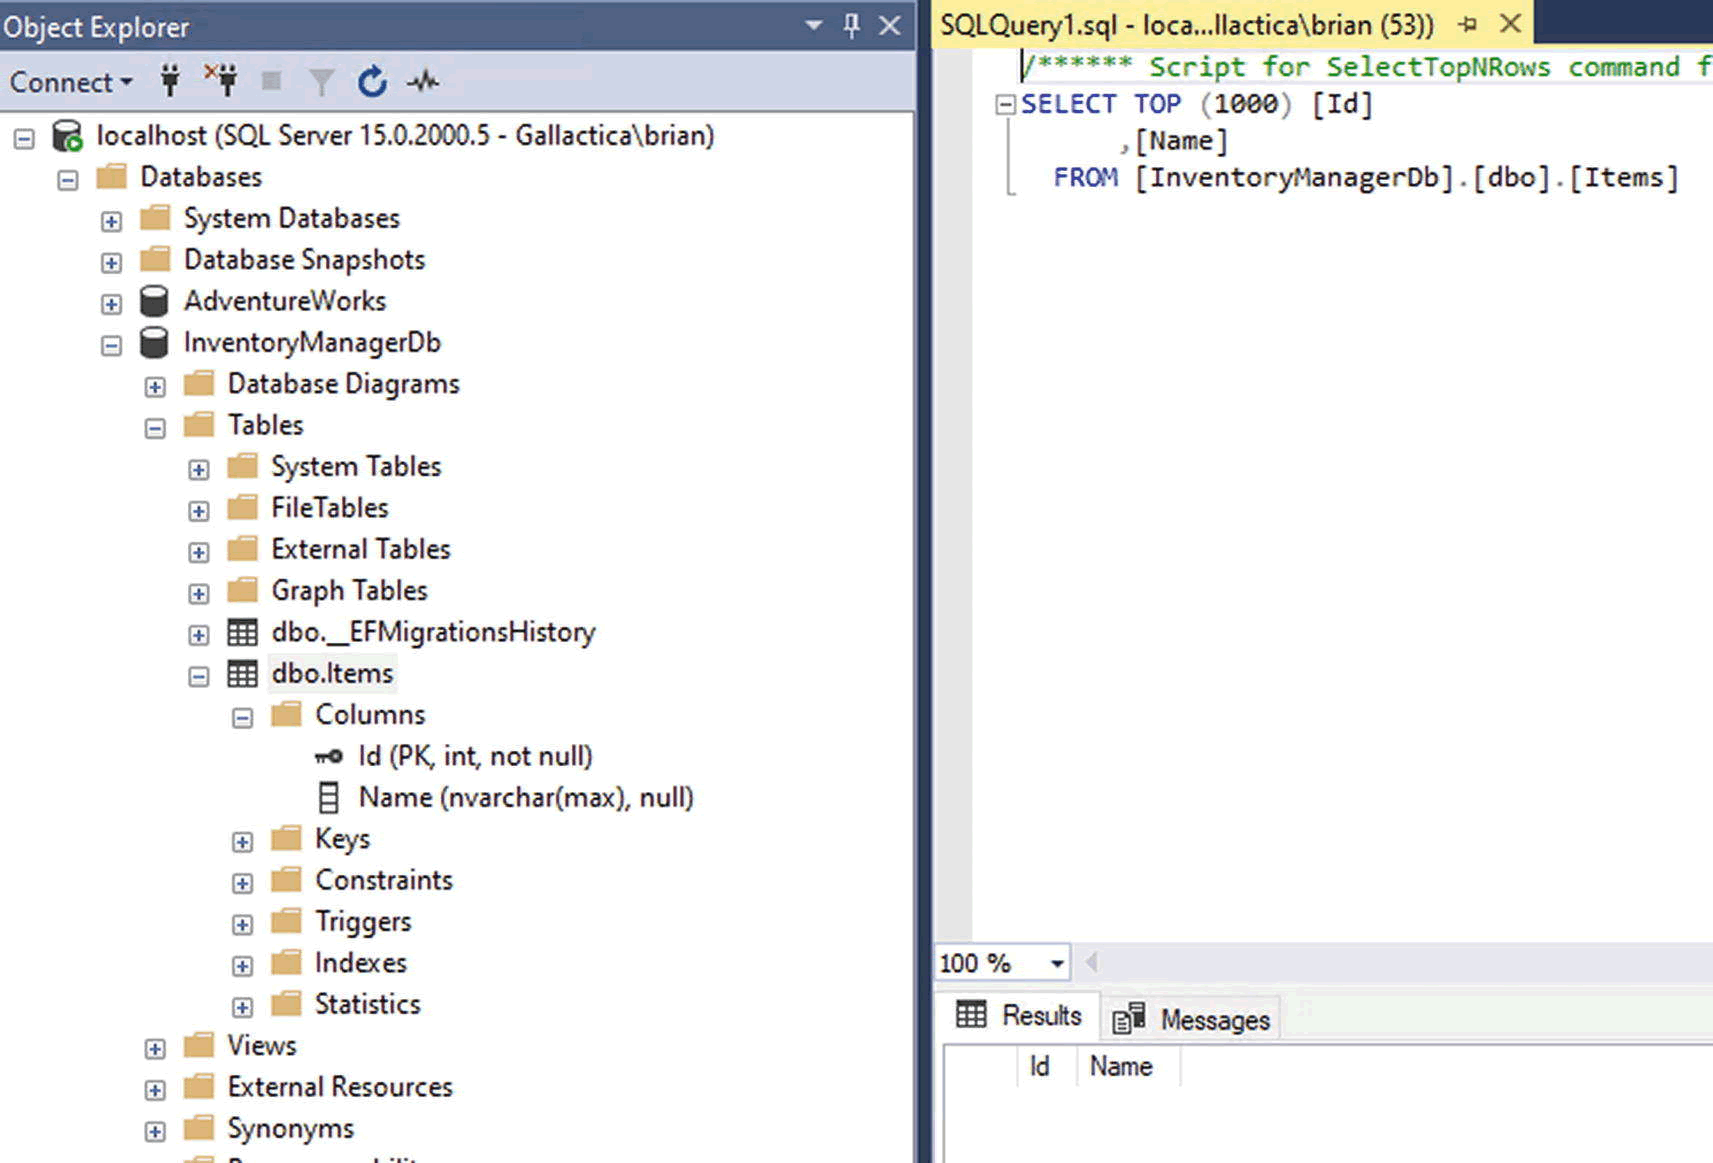 Object Explorer
Connect
localhost (SQL Server 15.0.2000.5 - Gallactica\brian)
Databases
System Databases
Database Snapshots
AdventureWorks
InventoryManagerDb
Database Diagrams
Tables
System Tables
FileTables
External Tables
Graph Tables
dbo.__EFMigrationsHistory
dbo.Items
Columns
Id (PK, int, not null)
Name (nvarchar(max), null)
Keys
Constraints
Triggers
Indexes
Statistics
Views
External Resources
Synonyms
SQLQuery1.sql - loca...llactica\brian (53))
/****** Script for SelectTopNRows command f
SELECT TOP (1000) [Id]
,[Name]
FROM [InventoryManagerDb].[dbo].[Items]
100 %
Results Messages
Id Name